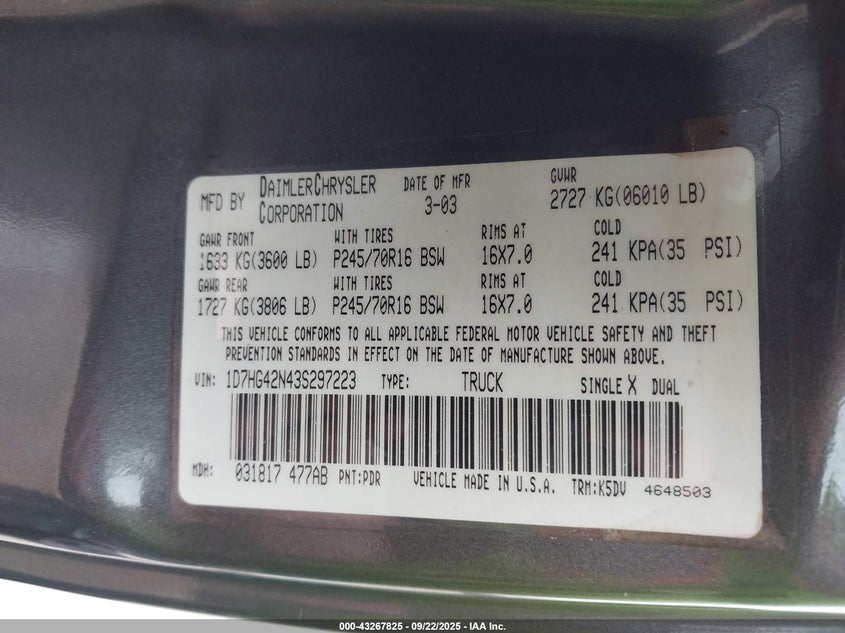 MFD BY DAIMLERCHRYSLER CORPORATION DATE OF MFR 3-03 GVWR 2727 KG(06010 LB)
GAWR FRONT WITH TIRES RIMS AT COLD
1633 KG(3600 LB) P245/70R16 BSW 16X7.0 241 KPA(35 PSI)
GAWR REAR WITH TIRES RIMS AT COLD
1727 KG(3806 LB) P245/70R16 BSW 16X7.0 241 KPA(35 PSI)
THIS VEHICLE CONFORMS TO ALL APPLICABLE FEDERAL MOTOR VEHICLE SAFETY AND THEFT
PREVENTION STANDARDS IN EFFECT ON THE DATE OF MANUFACTURE SHOWN ABOVE.
VIN: 1D7HG42N43S297223 TYPE: TRUCK SINGLE X DUAL
MDH: 031817 477AB PNT:PDR VEHICLE MADE IN U.S.A. TRM:K5DV 4648503
000-43267825 - 09/22/2025 - IAA Inc.